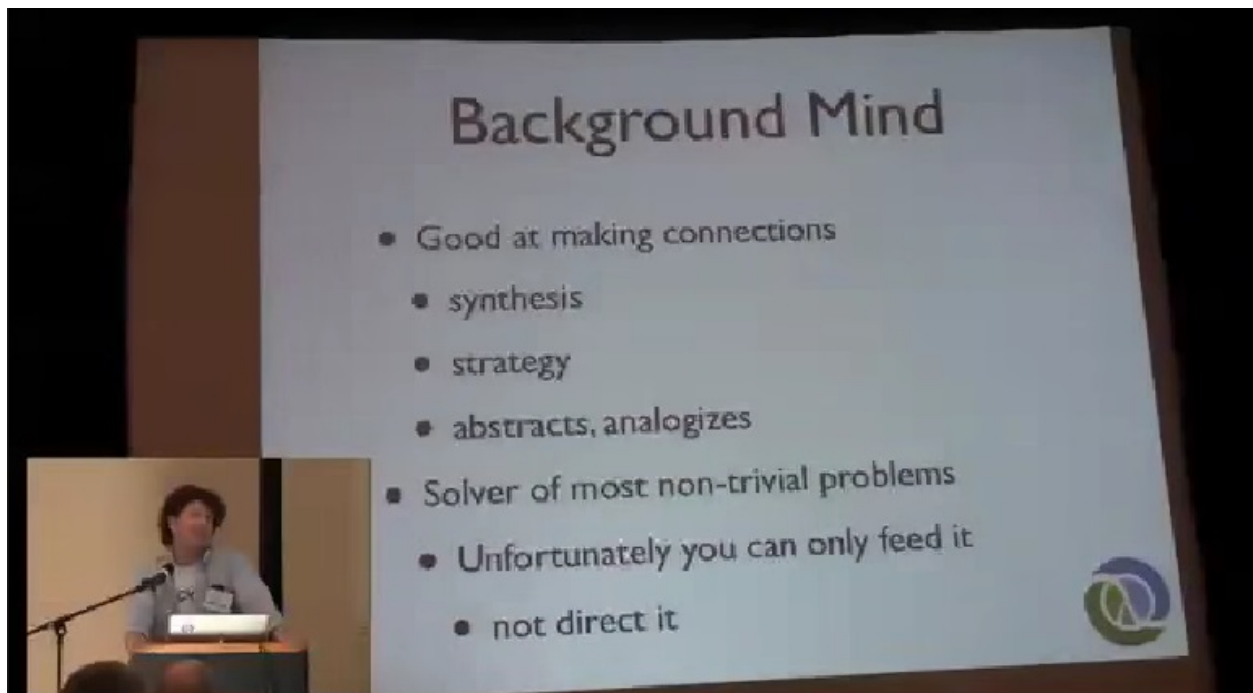 Background Mind
• Good at making connections
• synthesis
• strategy
• abstracts, analogizes
• Solver of most non-trivial problems
• Unfortunately you can only feed it
• not direct it